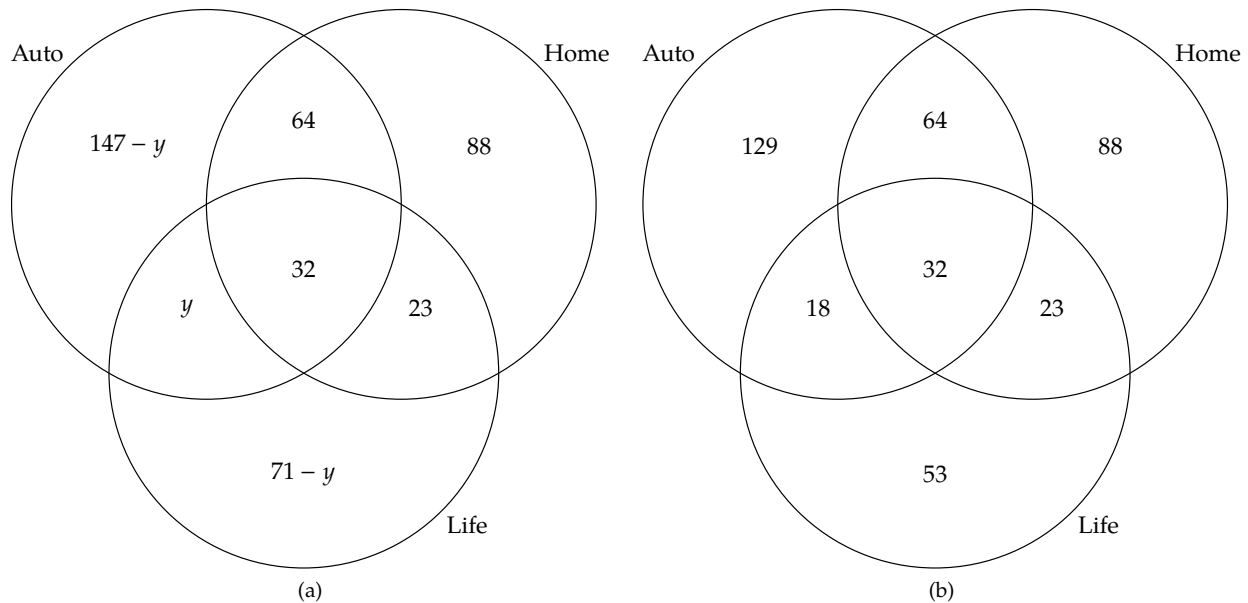 Auto
Home
147 − y
64
88
32
y
23
71 − y
Life
(a)
Auto
Home
129
64
88
32
18
23
53
Life
(b)